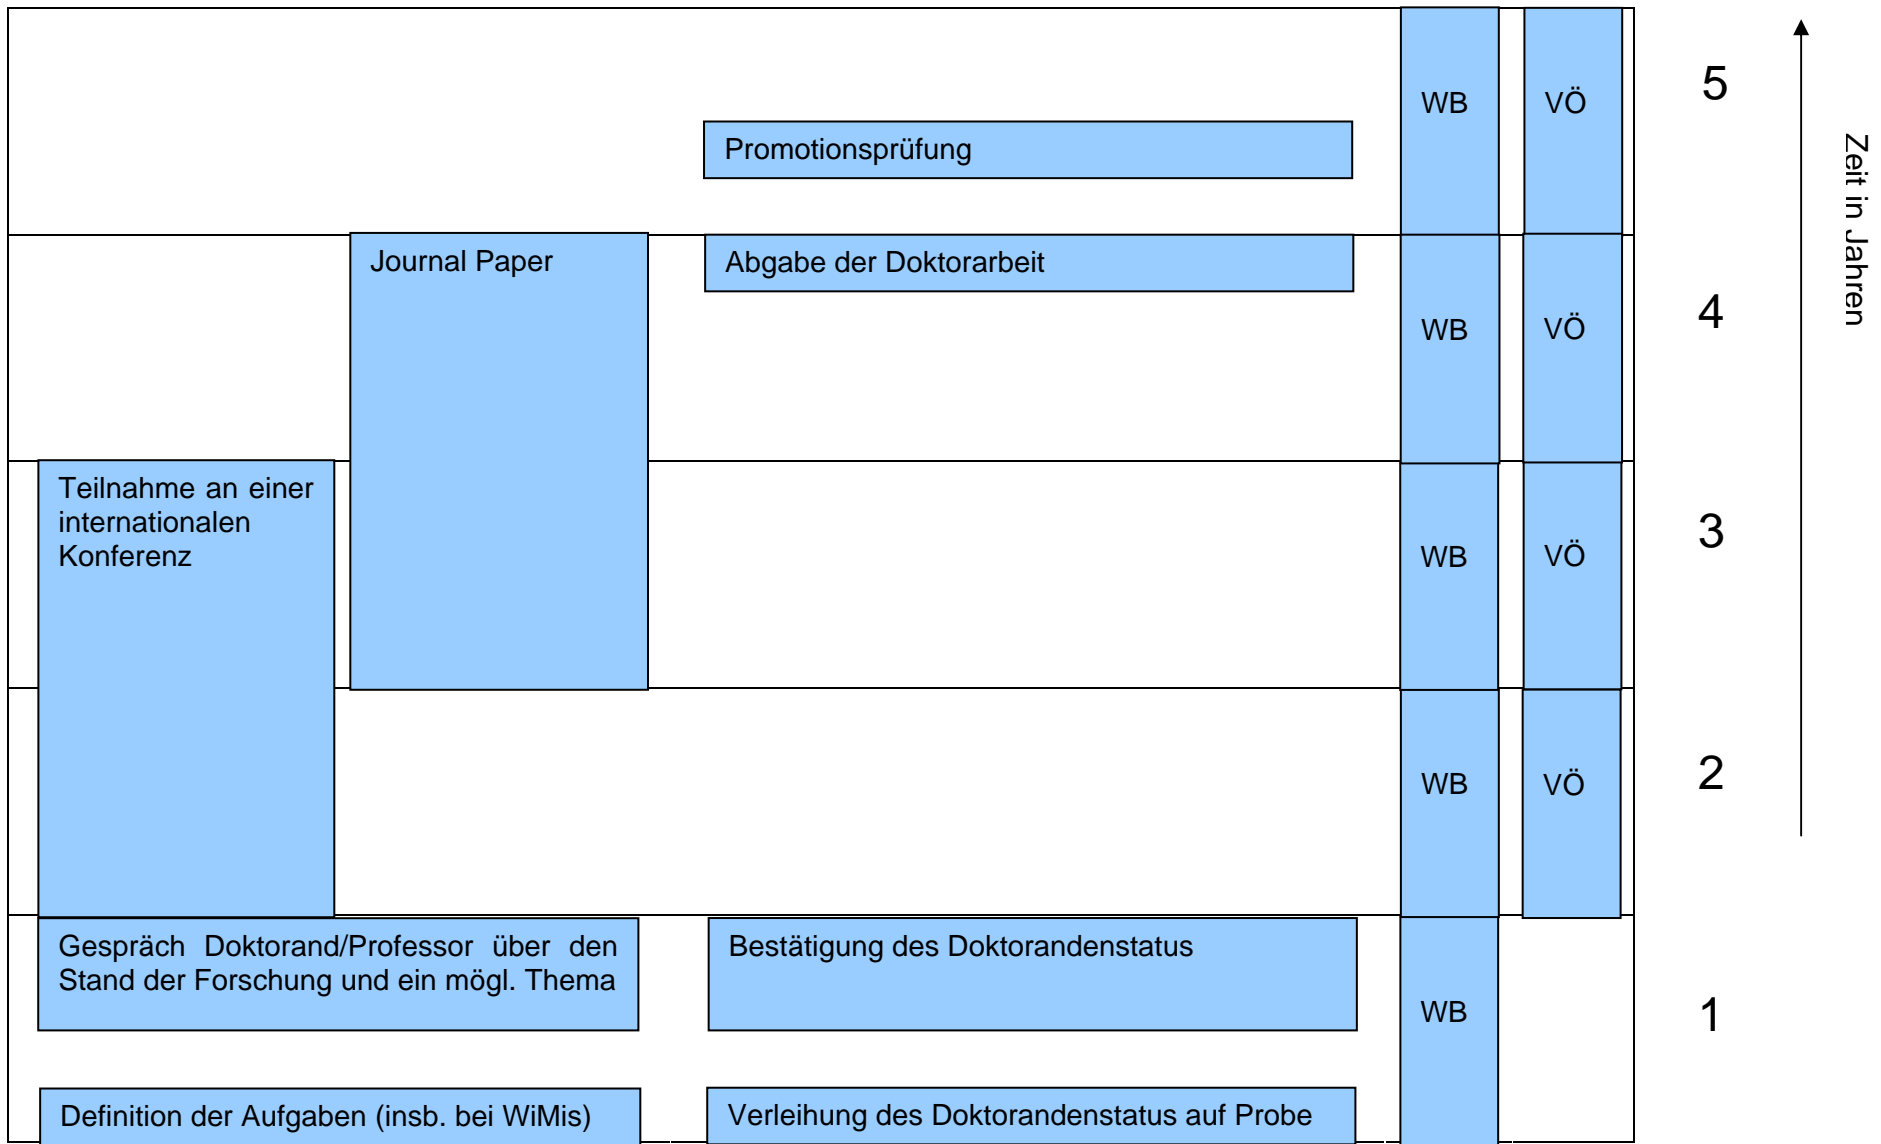 WB
VÖ
5
Promotionsprüfung
Zeit in Jahren
Journal Paper
Abgabe der Doktorarbeit
WB
VÖ
4
Teilnahme an einer
internationalen
Konferenz
WB
VÖ
3
WB
VÖ
2
Gespräch Doktorand/Professor über den
Stand der Forschung und ein mögl. Thema
Bestätigung des Doktorandenstatus
WB
1
Definition der Aufgaben (insb. bei WiMis)
Verleihung des Doktorandenstatus auf Probe